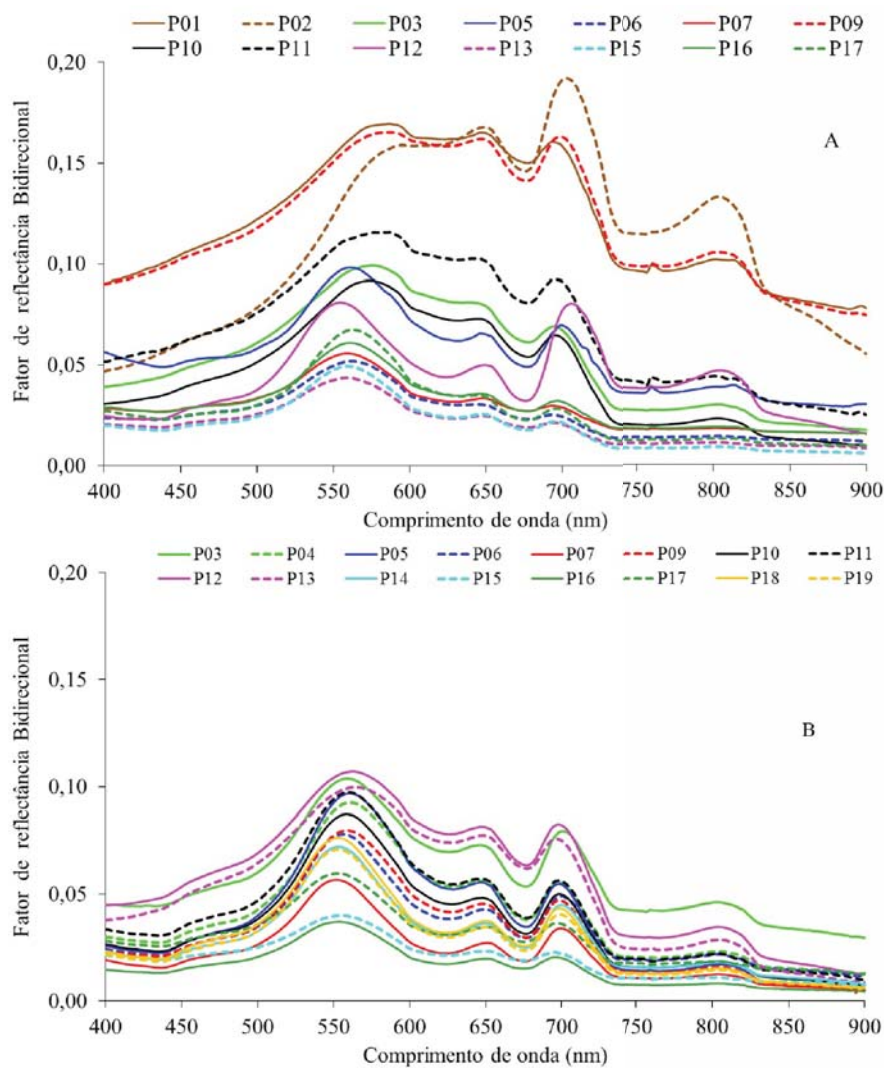 P01 P02 P03 P05 P06 P07 P09
P10 P11 P12 P13 P15 P16 P17
0,20
A
0,15
0,10
0,05
0,00
Fator de reflectância Bidirecional
400 450 500 550 600 650 700 750 800 850 900
Comprimento de onda (nm)
P03 P04 P05 P06 P07 P09 P10 P11
P12 P13 P14 P15 P16 P17 P18 P19
0,20
0,15
B
0,10
0,05
0,00
Fator de reflectância Bidirecional
400 450 500 550 600 650 700 750 800 850 900
Comprimento de onda (nm)